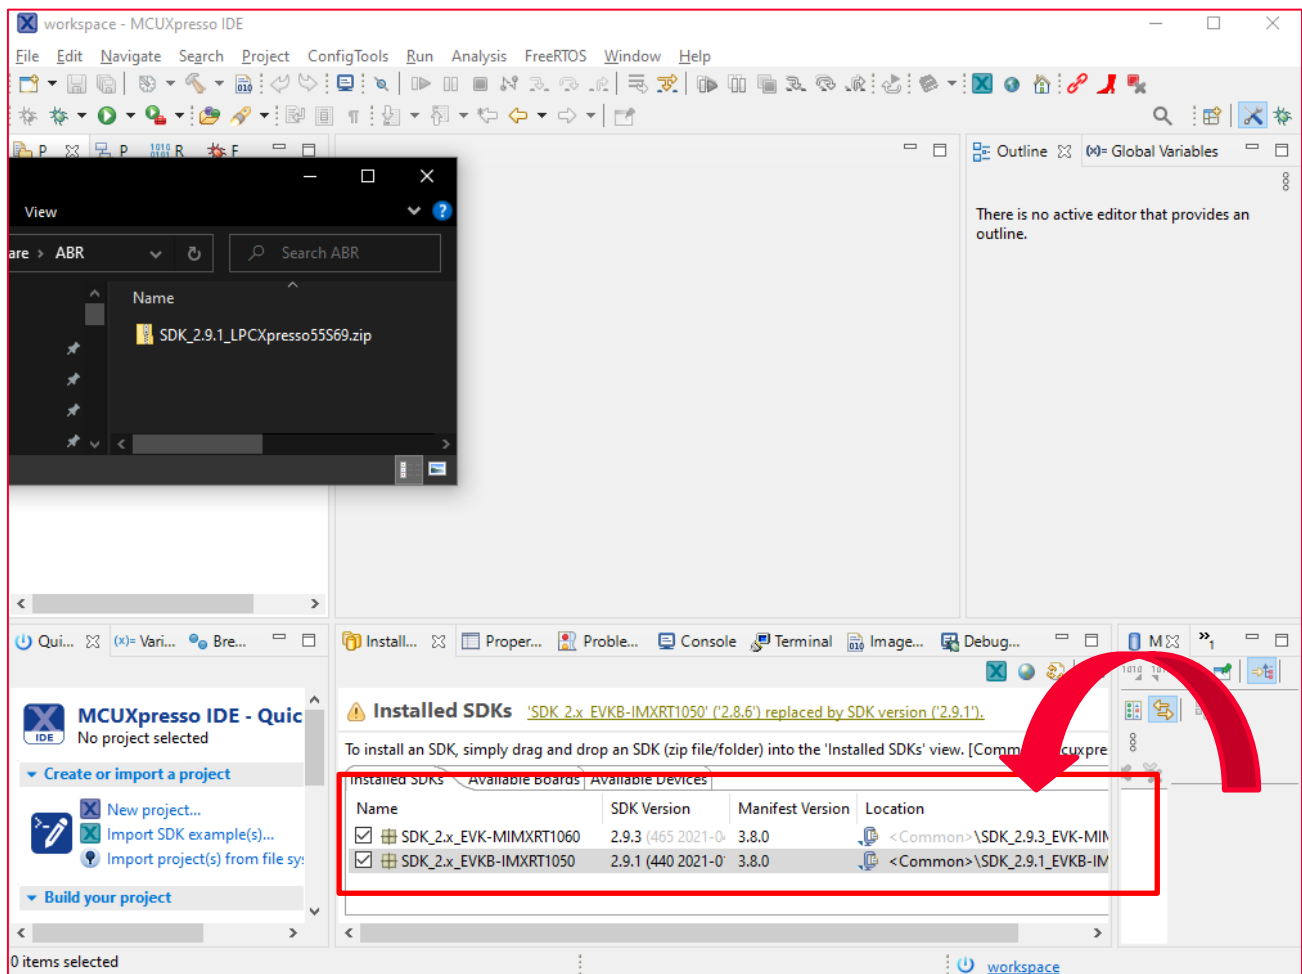 workspace - MCUXpresso IDE
File Edit Navigate Search Project ConfigTools Run Analysis FreeRTOS Window Help
P P R F
Outline (x)= Global Variables
There is no active editor that provides an
outline.
View
are > ABR Search ABR
Name
SDK_2.9.1_LPCXpresso55S69.zip
Qui... (x)= Vari... Bre...
Install... Proper... Proble... Console Terminal Image... Debug... M »1
MCUXpresso IDE - Quic
IDE
No project selected
Create or import a project
New project...
Import SDK example(s)...
Import project(s) from file sy
Build your project
Installed SDKs 'SDK_2.x_EVKB-IMXRT1050' ('2.8.6') replaced by SDK version ('2.9.1').
To install an SDK, simply drag and drop an SDK (zip file/folder) into the 'Installed SDKs' view. [Comm cuxpre
Installed SDKs Available Boards Available Devices
Name SDK Version Manifest Version Location
SDK_2.x_EVK-MIMXRT1060 2.9.3 (465 2021-0 3.8.0 <Common>\SDK_2.9.3_EVK-MIM
SDK_2.x_EVKB-IMXRT1050 2.9.1 (440 2021-0 3.8.0 <Common>\SDK_2.9.1_EVKB-IM
0 items selected
workspace